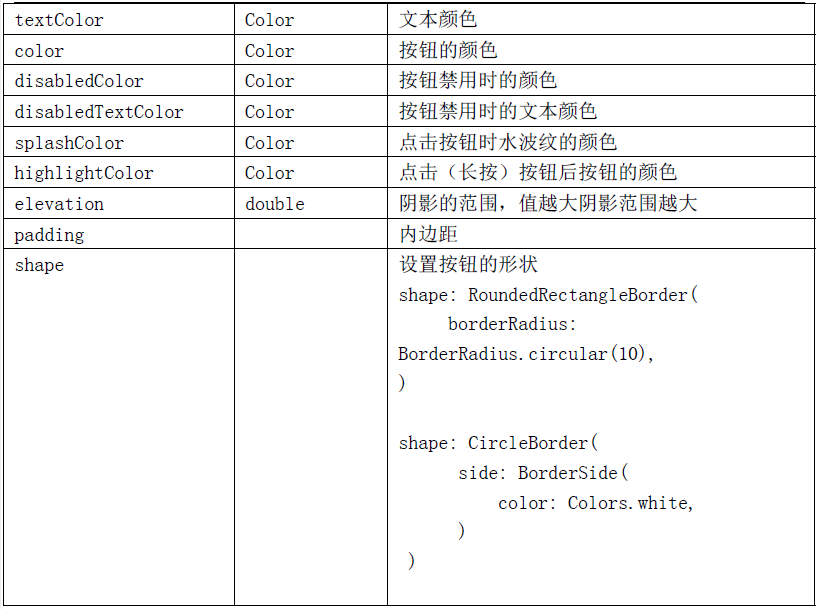 textColor Color 文本颜色
color Color 按钮的颜色
disabledColor Color 按钮禁用时的颜色
disabledTextColor Color 按钮禁用时的文本颜色
splashColor Color 点击按钮时水波纹的颜色
highlightColor Color 点击（长按）按钮后按钮的颜色
elevation double 阴影的范围，值越大阴影范围越大
padding 内边距
shape 设置按钮的形状
shape: RoundedRectangleBorder(
borderRadius:
BorderRadius.circular(10),
)
shape: CircleBorder(
side: BorderSide(
color: Colors.white,
)
)